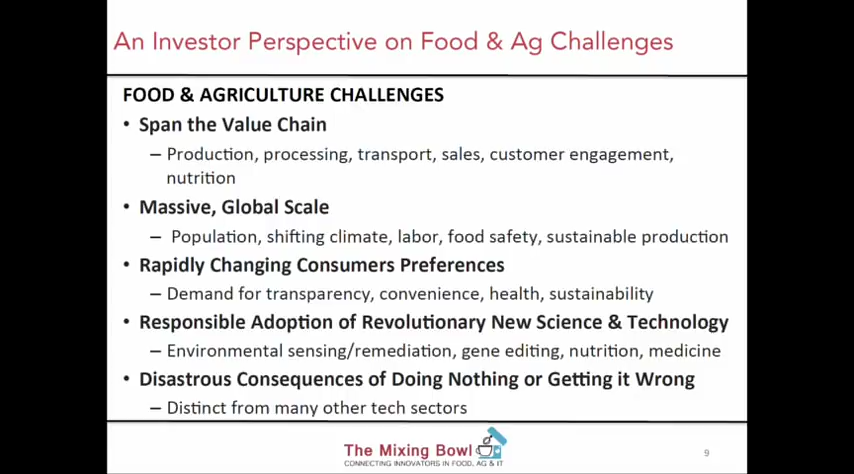 An Investor Perspective on Food & Ag Challenges
FOOD & AGRICULTURE CHALLENGES
• Span the Value Chain
– Production, processing, transport, sales, customer engagement,
nutrition
• Massive, Global Scale
– Population, shifting climate, labor, food safety, sustainable production
• Rapidly Changing Consumers Preferences
– Demand for transparency, convenience, health, sustainability
• Responsible Adoption of Revolutionary New Science & Technology
– Environmental sensing/remediation, gene editing, nutrition, medicine
• Disastrous Consequences of Doing Nothing or Getting it Wrong
– Distinct from many other tech sectors
The Mixing Bowl
CONNECTING INNOVATORS IN FOOD, AG & IT
9